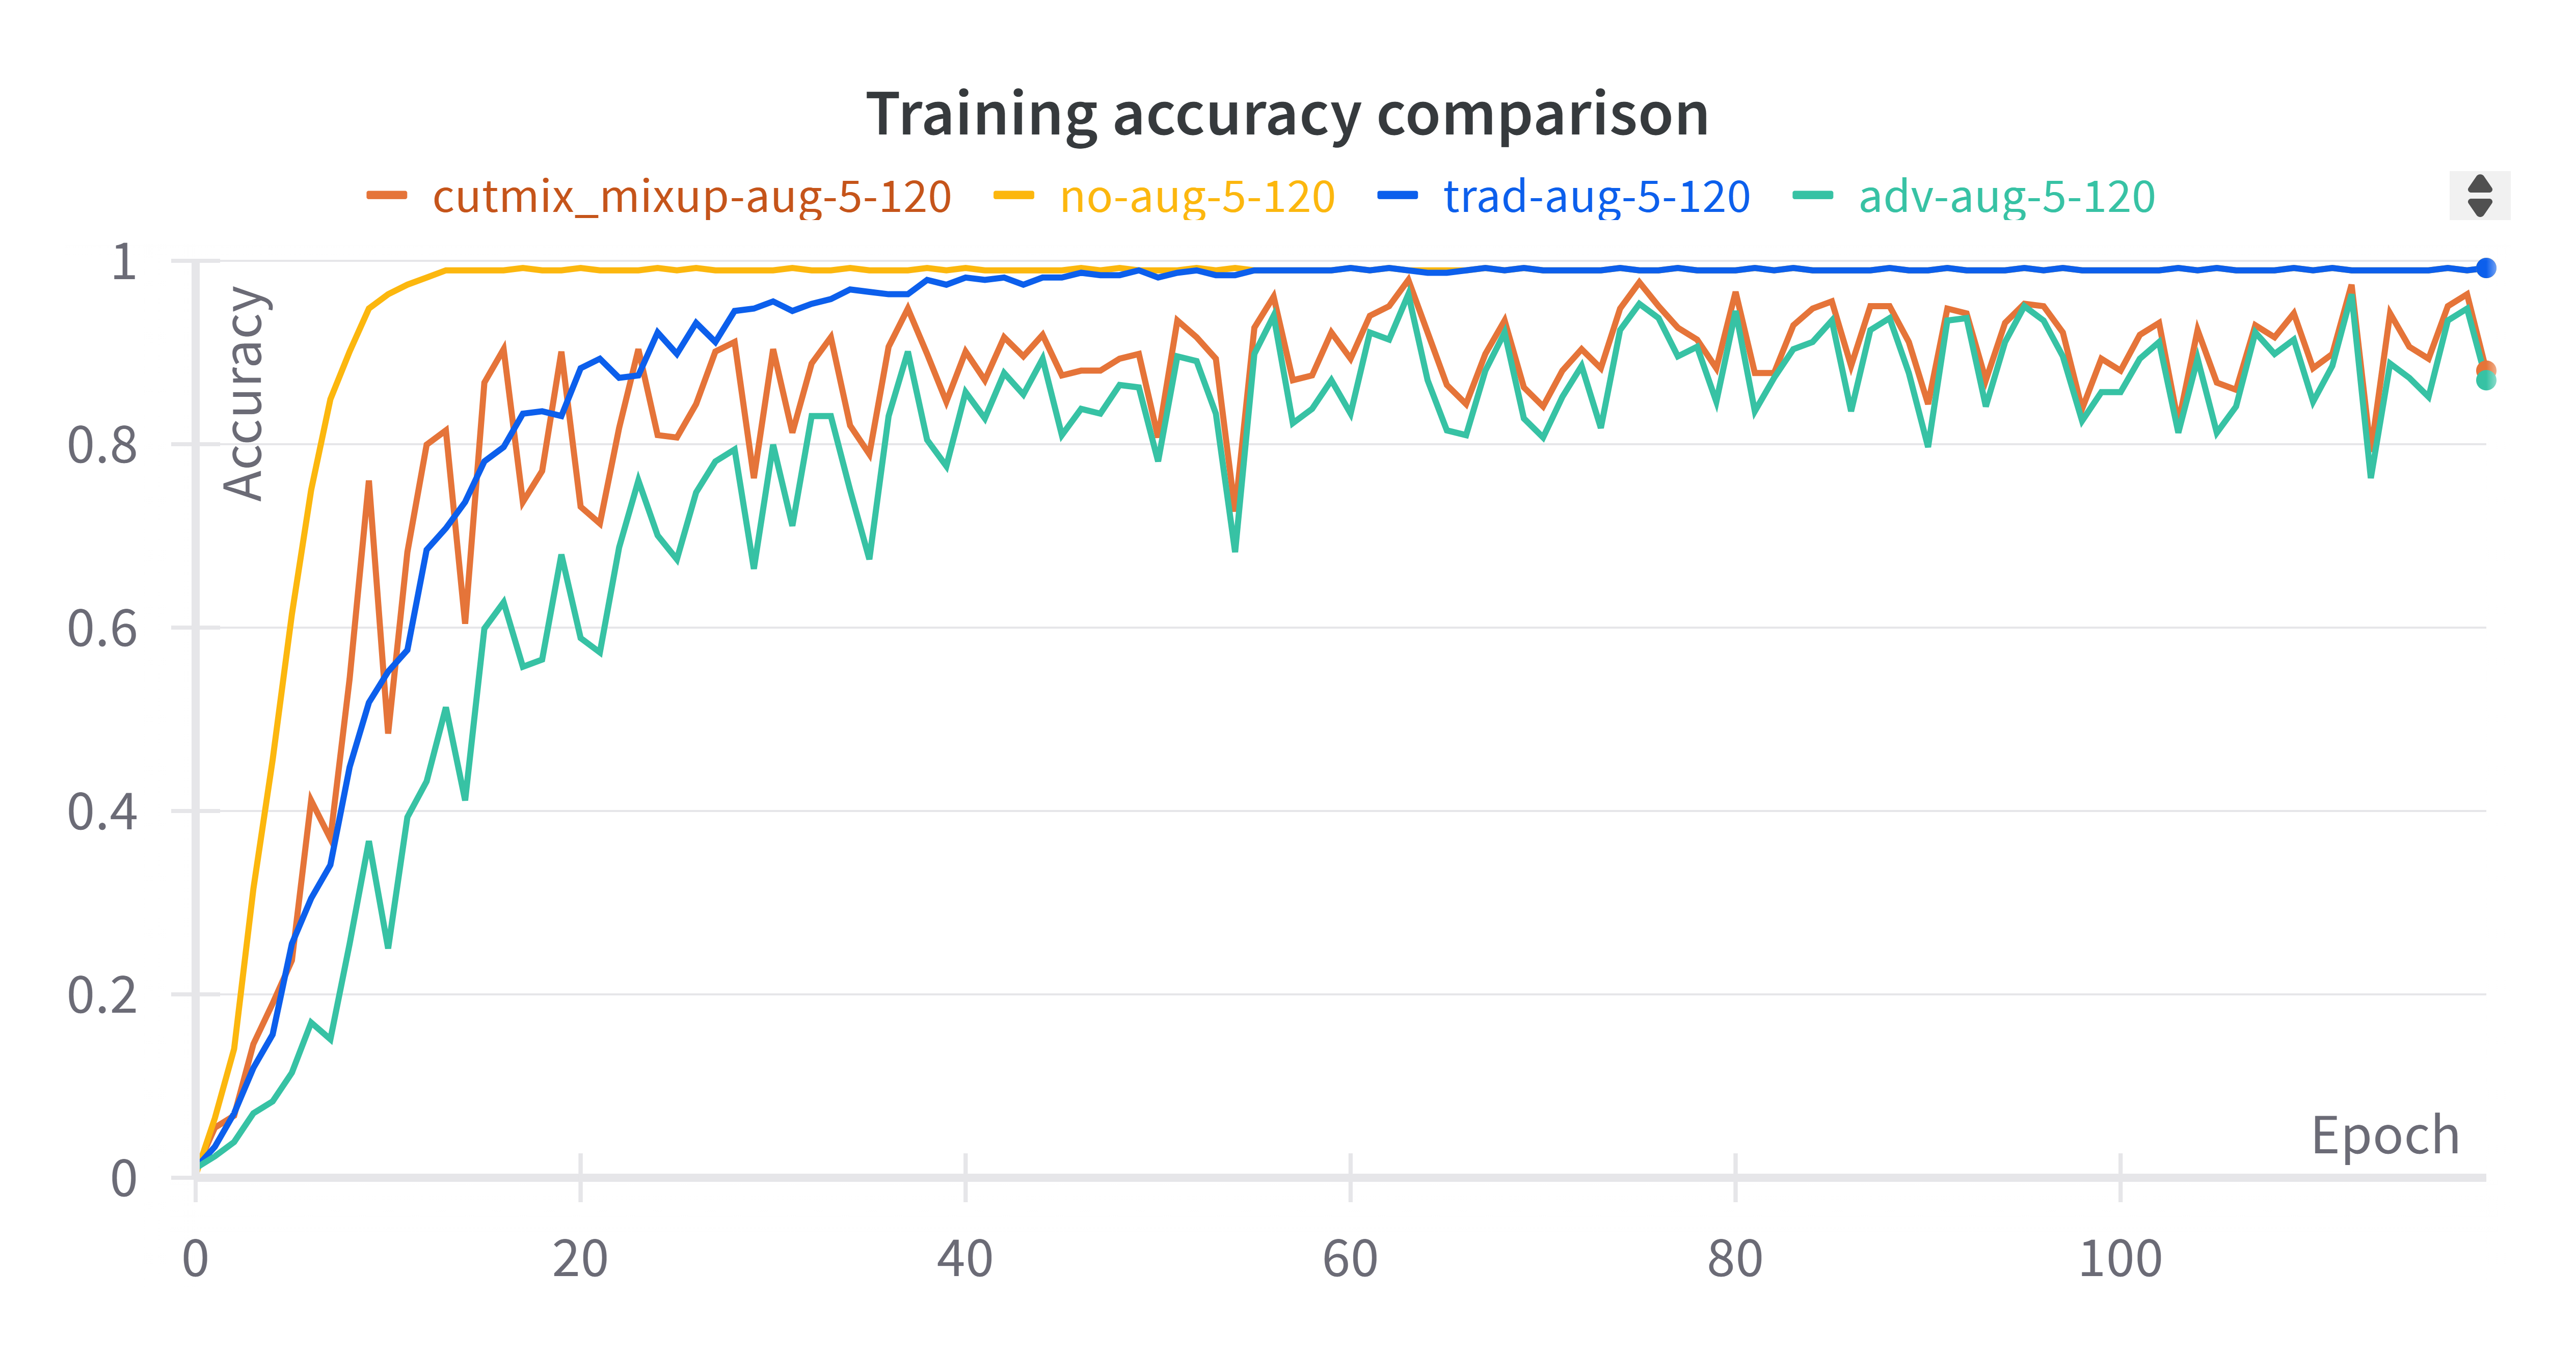 Training accuracy comparison
cutmix_mixup-aug-5-120 no-aug-5-120 trad-aug-5-120 adv-aug-5-120
1
0.8
0.6
0.4
0.2
0
Accuracy
Epoch
0 20 40 60 80 100